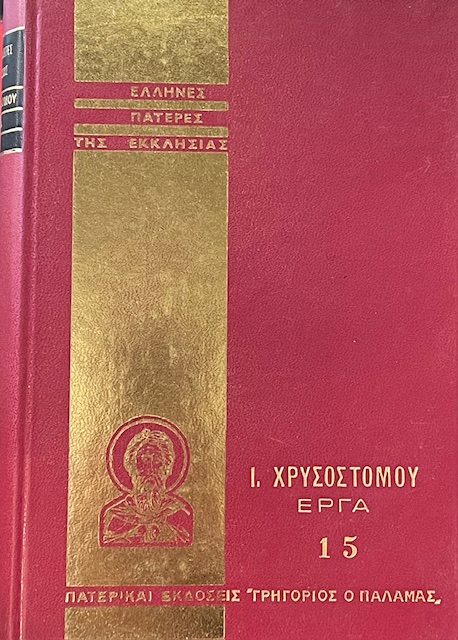 ΕΛΛΗΝΕΣ
ΠΑΤΕΡΕΣ
ΤΗΣ ΕΚΚΛΗΣΙΑΣ
Ι. ΧΡΥΣΟΣΤΟΜΟΥ
ΕΡΓΑ
15
ΠΑΤΕΡΙΚΑΙ ΕΚΔΟΣΕΙΣ "ΓΡΗΓΟΡΙΟΣ Ο ΠΑΛΑΜΑΣ„